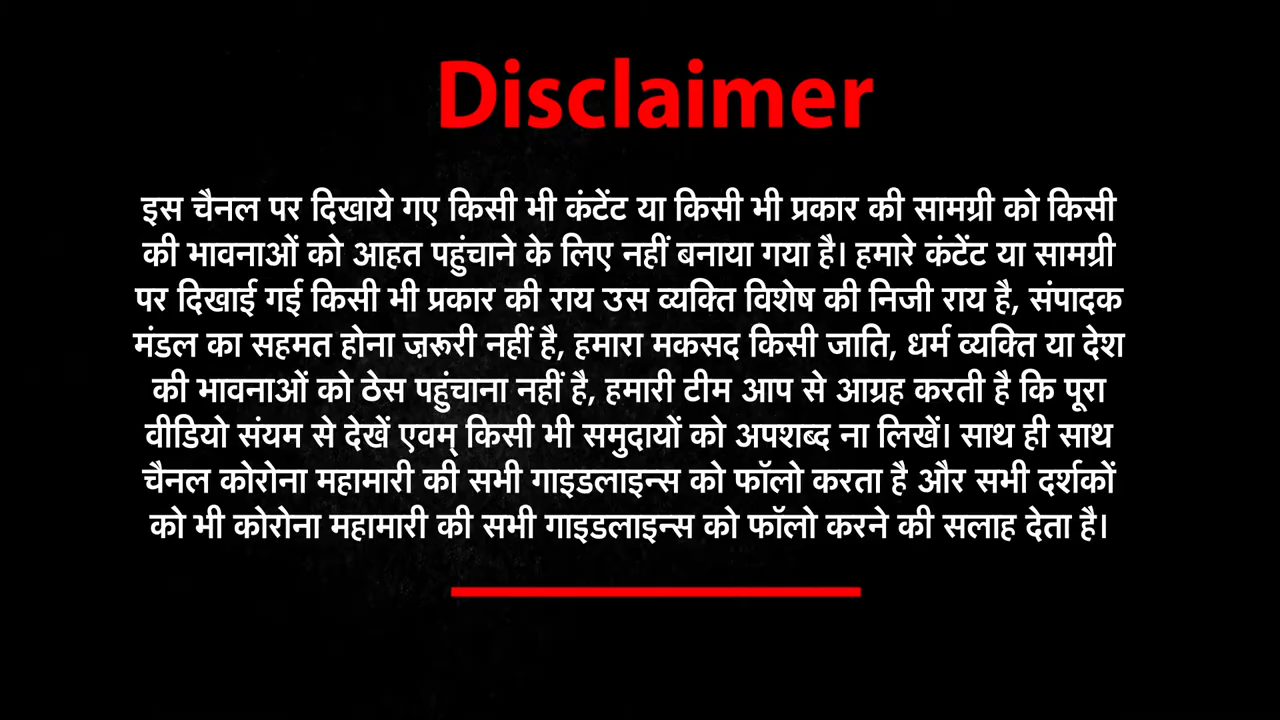 Disclaimer
इस चैनल पर दिखाये गए किसी भी कंटेंट या किसी भी प्रकार की सामग्री को किसी
की भावनाओं को आहत पहुंचाने के लिए नहीं बनाया गया है। हमारे कंटेंट या सामग्री
पर दिखाई गई किसी भी प्रकार की राय उस व्यक्ति विशेष की निजी राय है, संपादक
मंडल का सहमत होना ज़रूरी नहीं है, हमारा मकसद किसी जाति, धर्म व्यक्ति या देश
की भावनाओं को ठेस पहुंचाना नहीं है, हमारी टीम आप से आग्रह करती है कि पूरा
वीडियो संयम से देखें एवम् किसी भी समुदायों को अपशब्द ना लिखें। साथ ही साथ
चैनल कोरोना महामारी की सभी गाइडलाइन्स को फॉलो करता है और सभी दर्शकों
को भी कोरोना महामारी की सभी गाइडलाइन्स को फॉलो करने की सलाह देता है।